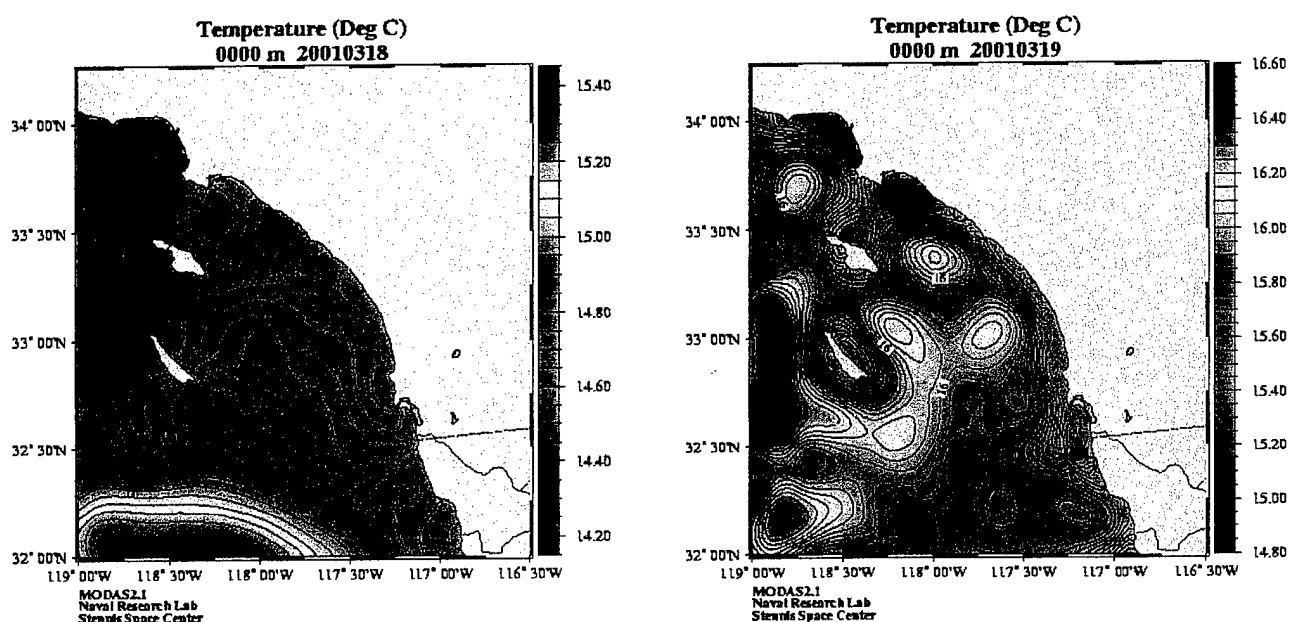 Temperature (Deg C)
0000 m 20010318
34° 00'N
33° 30'N
33° 00'N
32° 30'N
32° 00'N
119° 00'W 118° 30'W 118° 00'W 117° 30'W 117° 00'W 116° 30'W
15.40
15.20
15.00
14.80
14.60
14.40
14.20
MODAS2.1
Naval Research Lab
Stennis Space Center
Temperature (Deg C)
0000 m 20010319
34° 00'N
33° 30'N
33° 00'N
32° 30'N
32° 00'N
119° 00'W 118° 30'W 118° 00'W 117° 30'W 117° 00'W 116° 30'W
16
16
16
16.60
16.40
16.20
16.00
15.80
15.60
15.40
15.20
15.00
14.80
MODAS2.1
Naval Research Lab
Stennis Space Center